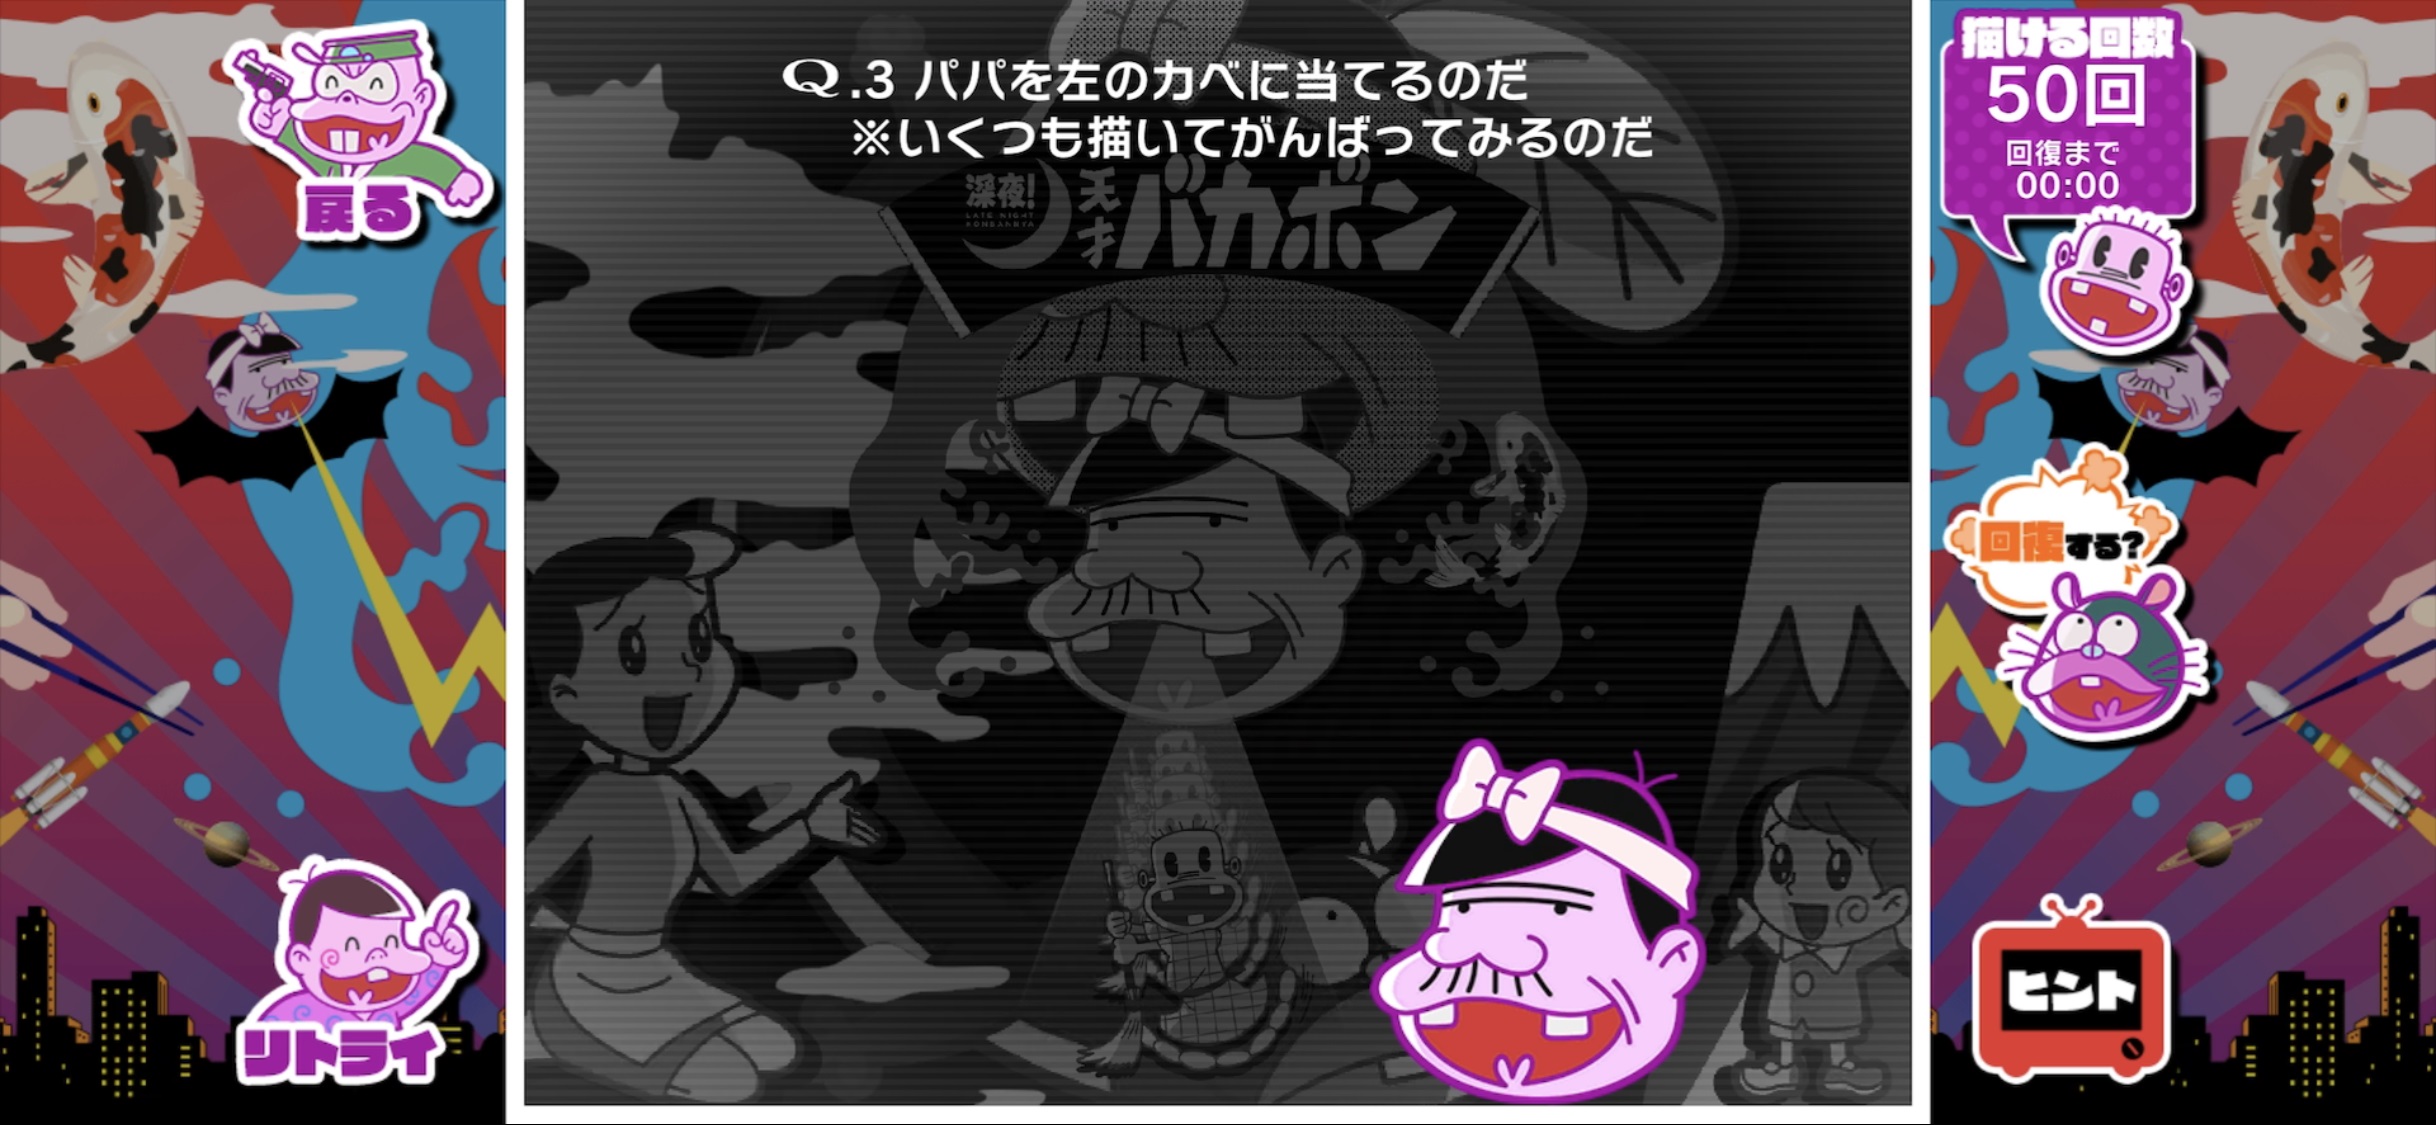 戻る
リトライ
Q.3 パパを左のカベに当てるのだ
※いくつも描いてがんばってみるのだ
深夜!
LATE NIGHT
天才
バカボン
描ける回数
50回
回復まで
00:00
回復する?
ヒント